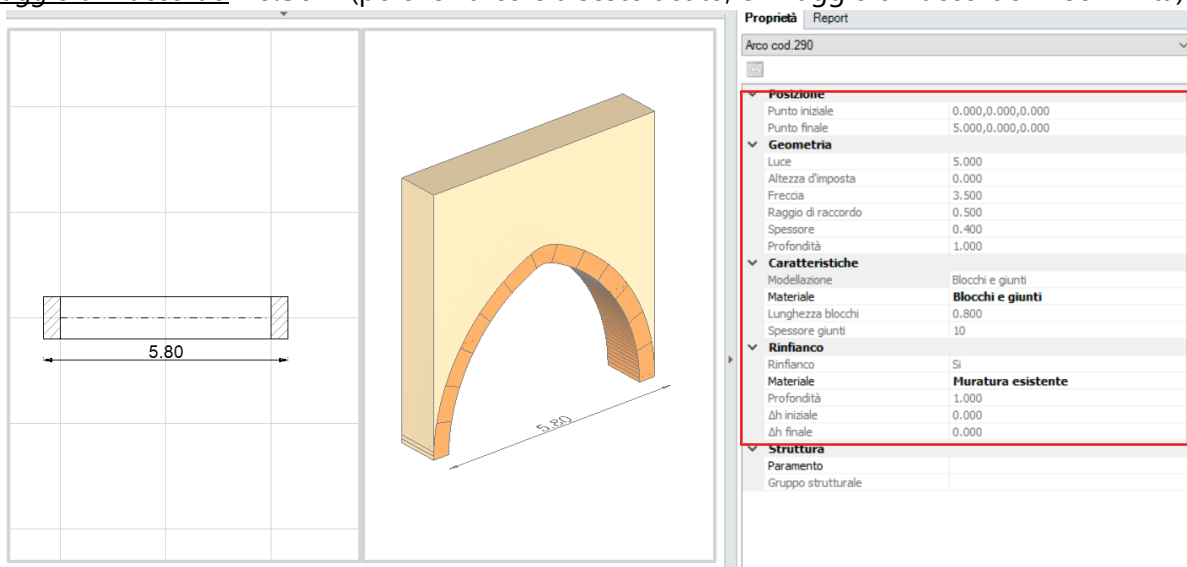 Proprietà Report
Arco cod.290
Posizione
Punto iniziale 0.000,0.000,0.000
Punto finale 5.000,0.000,0.000
Geometria
Luce 5.000
Altezza d'imposta 0.000
Freccia 3.500
Raggio di raccordo 0.500
Spessore 0.400
Profondità 1.000
Caratteristiche
Modellazione Blocchi e giunti
Materiale Blocchi e giunti
Lunghezza blocchi 0.800
Spessore giunti 10
Rinfianco
Rinfianco Si
Materiale Muratura esistente
Profondità 1.000
Δh iniziale 0.000
Δh finale 0.000
Struttura
Paramento
Gruppo strutturale
5.80
5.80